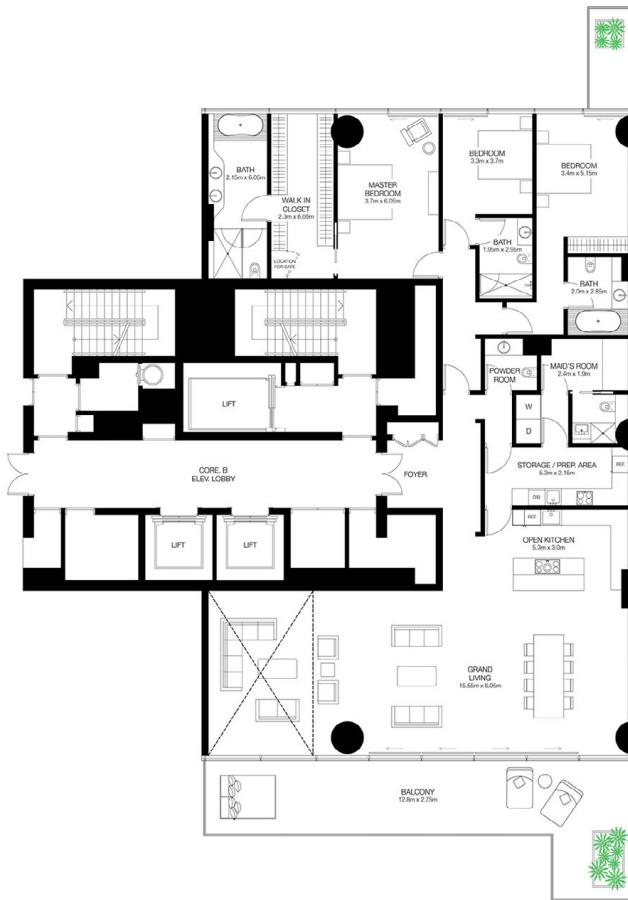 BATH
2.15m x 6.05m
WALK IN
CLOSET
2.3m x 6.05m
LOCATION
FOR SAFE
MASTER
BEDROOM
3.7m x 6.05m
BEDROOM
3.3m x 3.7m
BEDROOM
3.4m x 5.15m
BATH
1.95m x 2.55m
BATH
2.0m x 2.85m
POWDER
ROOM
MAID'S ROOM
2.4m x 1.9m
LIFT
W
D
CORE. B
ELEV. LOBBY
FOYER
STORAGE / PREP. AREA
5.3m x 2.15m
REF.
DW
REF.
LIFT
LIFT
OPEN KITCHEN
5.3m x 3.0m
GRAND
LIVING
15.55m x 6.05m
BALCONY
12.8m x 2.75m